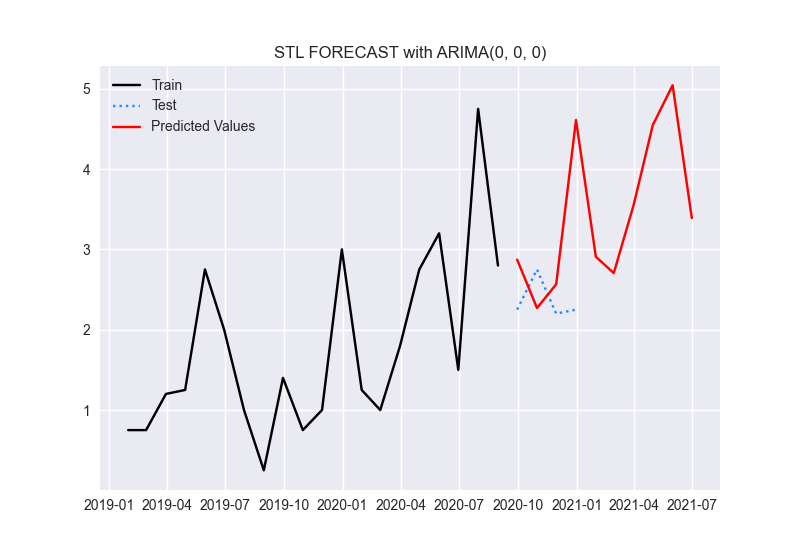 STL FORECAST with ARIMA(0, 0, 0)
Train
Test
Predicted Values
5
4
3
2
1
2019-01 2019-04 2019-07 2019-10 2020-01 2020-04 2020-07 2020-10 2021-01 2021-04 2021-07